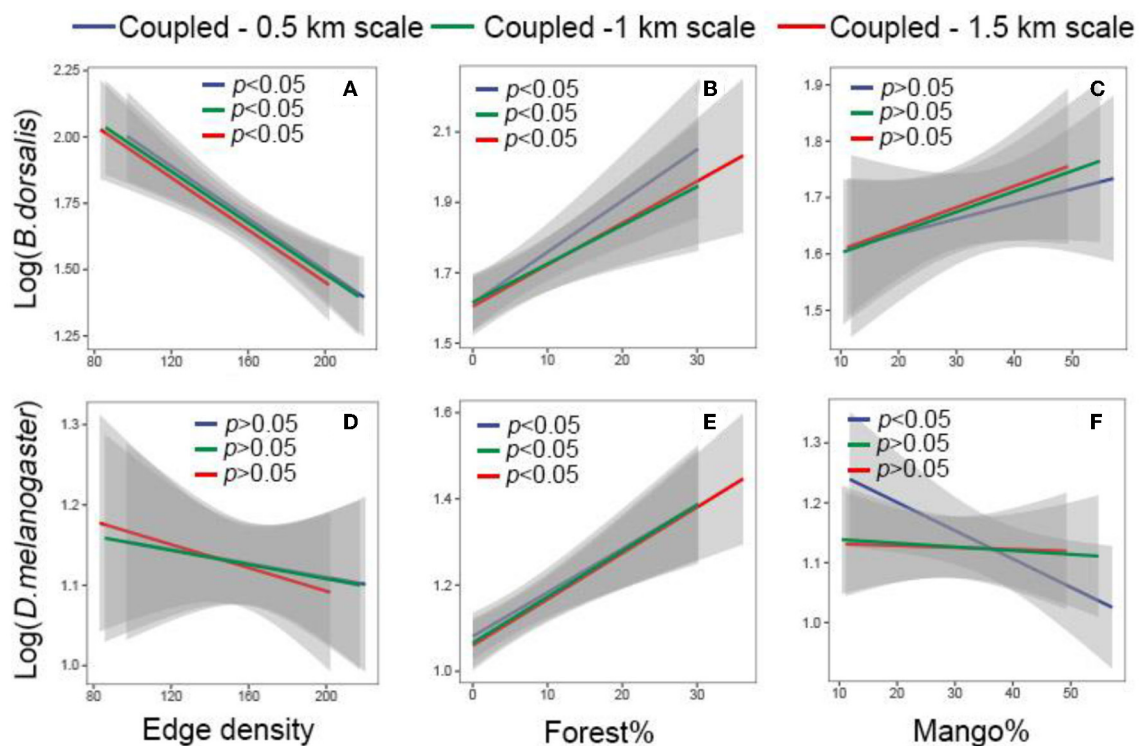 Coupled - 0.5 km scale Coupled -1 km scale Coupled - 1.5 km scale
Log(B.dorsalis)
A
p<0.05
p<0.05
p<0.05
2.25
2.00
1.75
1.50
1.25
80 120 160 200
B
p<0.05
p<0.05
p<0.05
2.1
1.9
1.7
1.5
0 10 20 30
C
p>0.05
p>0.05
p>0.05
1.9
1.8
1.7
1.6
1.5
10 20 30 40 50
Log(D.melanogaster)
D
p>0.05
p>0.05
p>0.05
1.3
1.2
1.1
1.0
80 120 160 200
Edge density
E
p<0.05
p<0.05
p<0.05
1.6
1.4
1.2
1.0
0 10 20 30
Forest%
F
p<0.05
p>0.05
p>0.05
1.3
1.2
1.1
1.0
10 20 30 40 50
Mango%